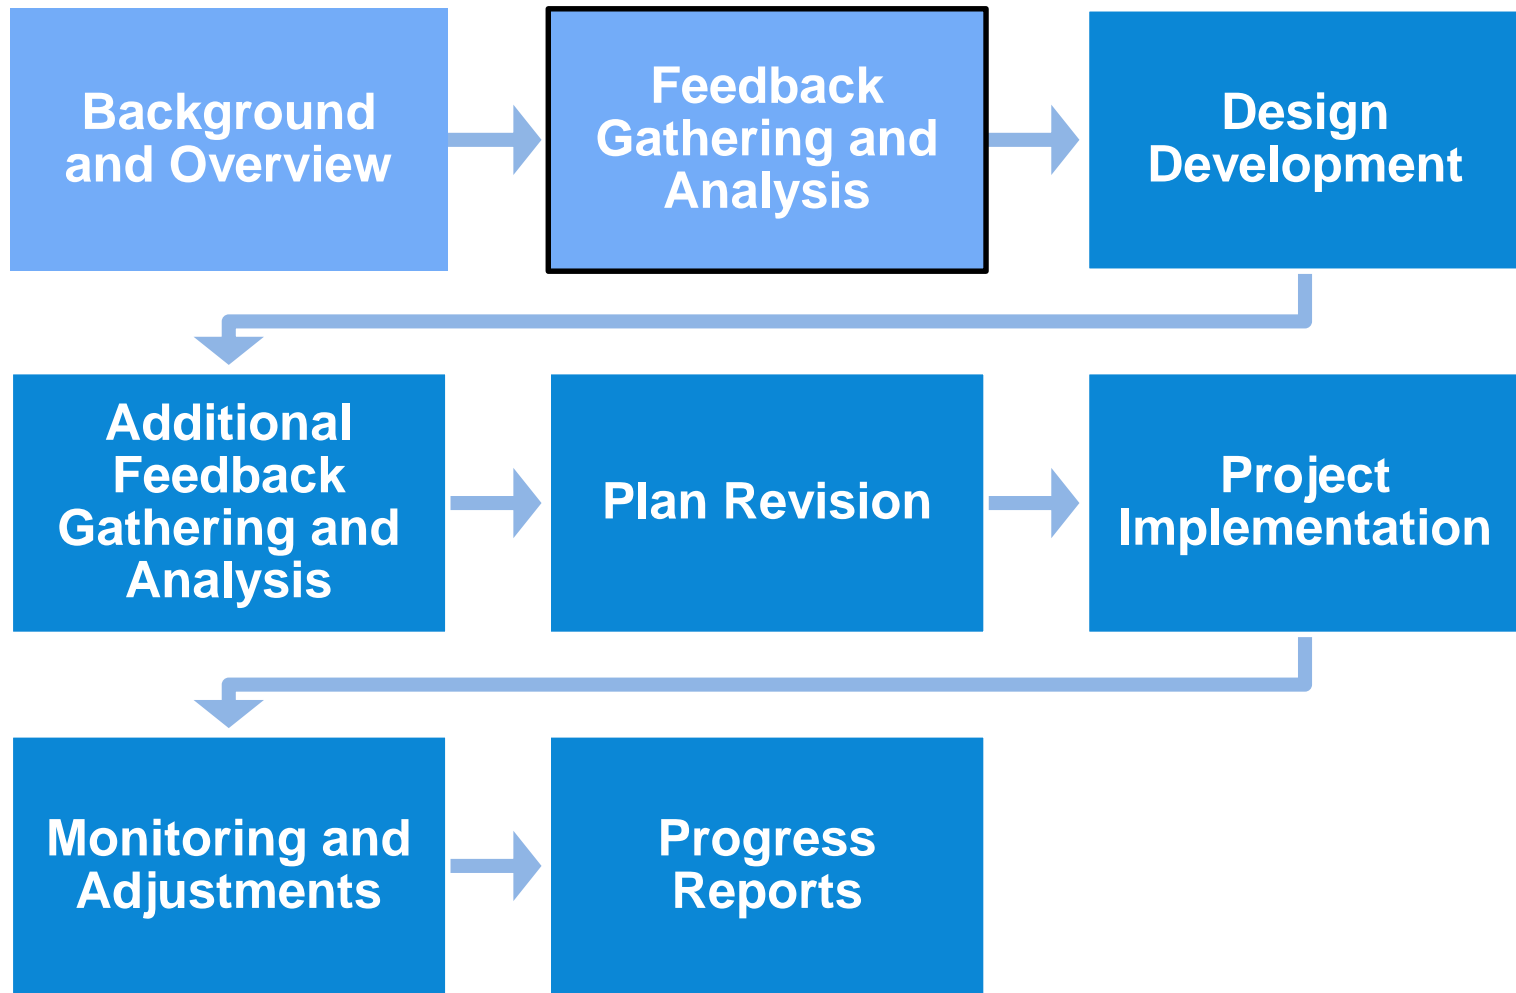 Background
and Overview
Feedback
Gathering and
Analysis
Design
Development
Additional
Feedback
Gathering and
Analysis
Plan Revision
Project
Implementation
Monitoring and
Adjustments
Progress
Reports